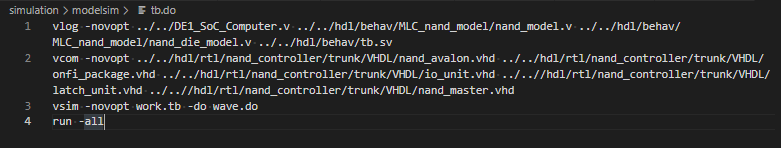 simulation > modelsim > tb.do
1 vlog -novopt ../../DE1_SoC_Computer.v ../../hdl/behav/MLC_nand_model/nand_model.v ../../hdl/behav/
MLC_nand_model/nand_die_model.v ../../hdl/behav/tb.sv
2 vcom -novopt ../../hdl/rtl/nand_controller/trunk/VHDL/nand_avalon.vhd ../../hdl/rtl/nand_controller/trunk/VHDL/
onfi_package.vhd ../../hdl/rtl/nand_controller/trunk/VHDL/io_unit.vhd ../..//hdl/rtl/nand_controller/trunk/VHDL/
latch_unit.vhd ../..//hdl/rtl/nand_controller/trunk/VHDL/nand_master.vhd
3 vsim -novopt work.tb -do wave.do
4 run -all